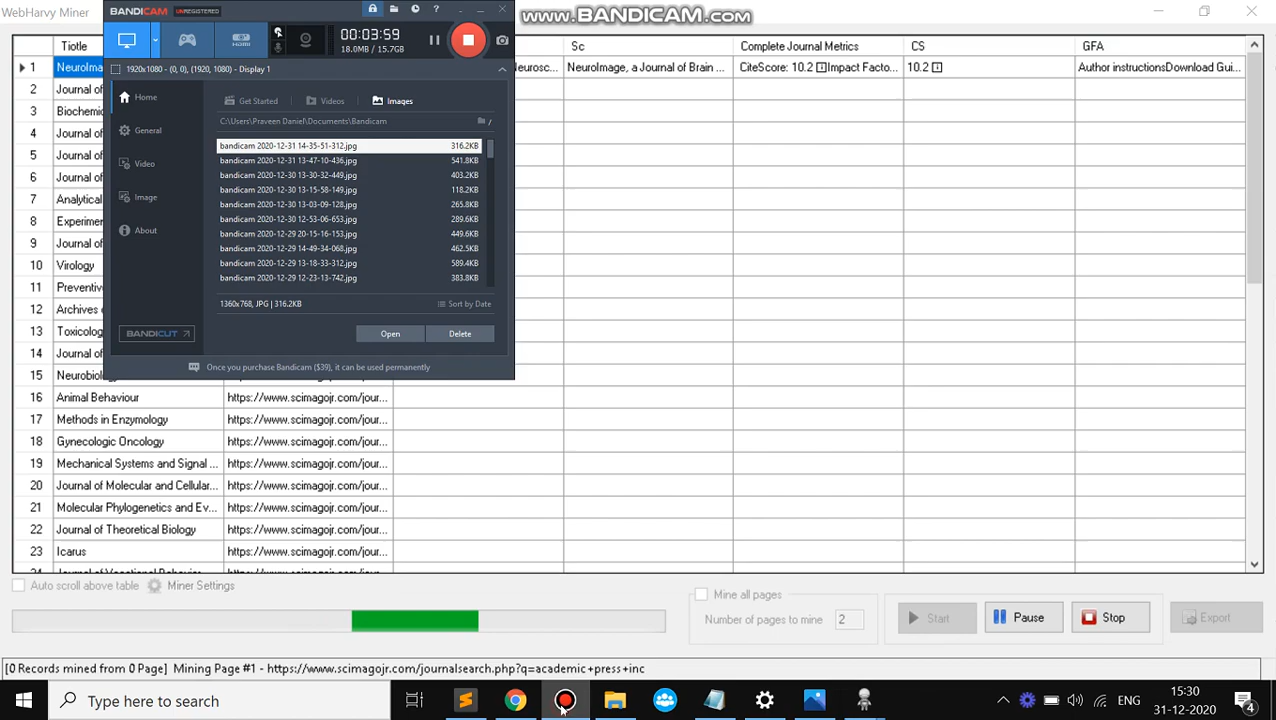 WebHarvy Miner
BANDICAM UNREGISTERED
www.BANDICAM.com
00:03:59
18.0MB / 15.7GB
1920x1080 - (0, 0), (1920, 1080) - Display 1
Home
General
Video
Image
About
BANDICUT
Get Started
Videos
Images
C:\Users\Praveen Daniel\Documents\Bandicam
bandicam 2020-12-31 14-35-51-312.jpg 316.2KB
bandicam 2020-12-31 13-47-10-436.jpg 541.8KB
bandicam 2020-12-30 13-30-32-449.jpg 403.2KB
bandicam 2020-12-30 13-15-58-149.jpg 118.2KB
bandicam 2020-12-30 13-03-09-128.jpg 265.8KB
bandicam 2020-12-30 12-53-06-653.jpg 289.6KB
bandicam 2020-12-29 20-15-16-153.jpg 449.6KB
bandicam 2020-12-29 14-49-34-068.jpg 462.5KB
bandicam 2020-12-29 13-18-33-312.jpg 589.4KB
bandicam 2020-12-29 12-23-13-742.jpg 383.8KB
1360x768, JPG | 316.2KB
Sort by Date
Open
Delete
Once you purchase Bandicam ($39), it can be used permanently
Tiotle Sc Complete Journal Metrics CS GFA
1 NeuroIma Neurosc... NeuroImage, a Journal of Brain ... CiteScore: 10.2 Impact Facto... 10.2 Author instructionsDownload Gui...
2 Journal of
3 Biochemic
4 Journal of
5 Journal of
6 Journal of
7 Analytical
8 Experimer
9 Journal of
10 Virology
11 Preventiv
12 Archives o
13 Toxicolog
14 Journal of
15 Neurobiolog
16 Animal Behaviour https://www.scimagojr.com/jour...
17 Methods in Enzymology https://www.scimagojr.com/jour...
18 Gynecologic Oncology https://www.scimagojr.com/jour...
19 Mechanical Systems and Signal ... https://www.scimagojr.com/jour...
20 Journal of Molecular and Cellular... https://www.scimagojr.com/jour...
21 Molecular Phylogenetics and Ev... https://www.scimagojr.com/jour...
22 Journal of Theoretical Biology https://www.scimagojr.com/jour...
23 Icarus https://www.scimagojr.com/jour...
24 Journal of Vocational Behavior https://www.scimagojr.com/jour...
Auto scroll above table
Miner Settings
Mine all pages
Number of pages to mine 2
Start
Pause
Stop
Export
[0 Records mined from 0 Page] Mining Page #1 - https://www.scimagojr.com/journalsearch.php?q=academic+press+inc
Type here to search
ENG
15:30
31-12-2020
4